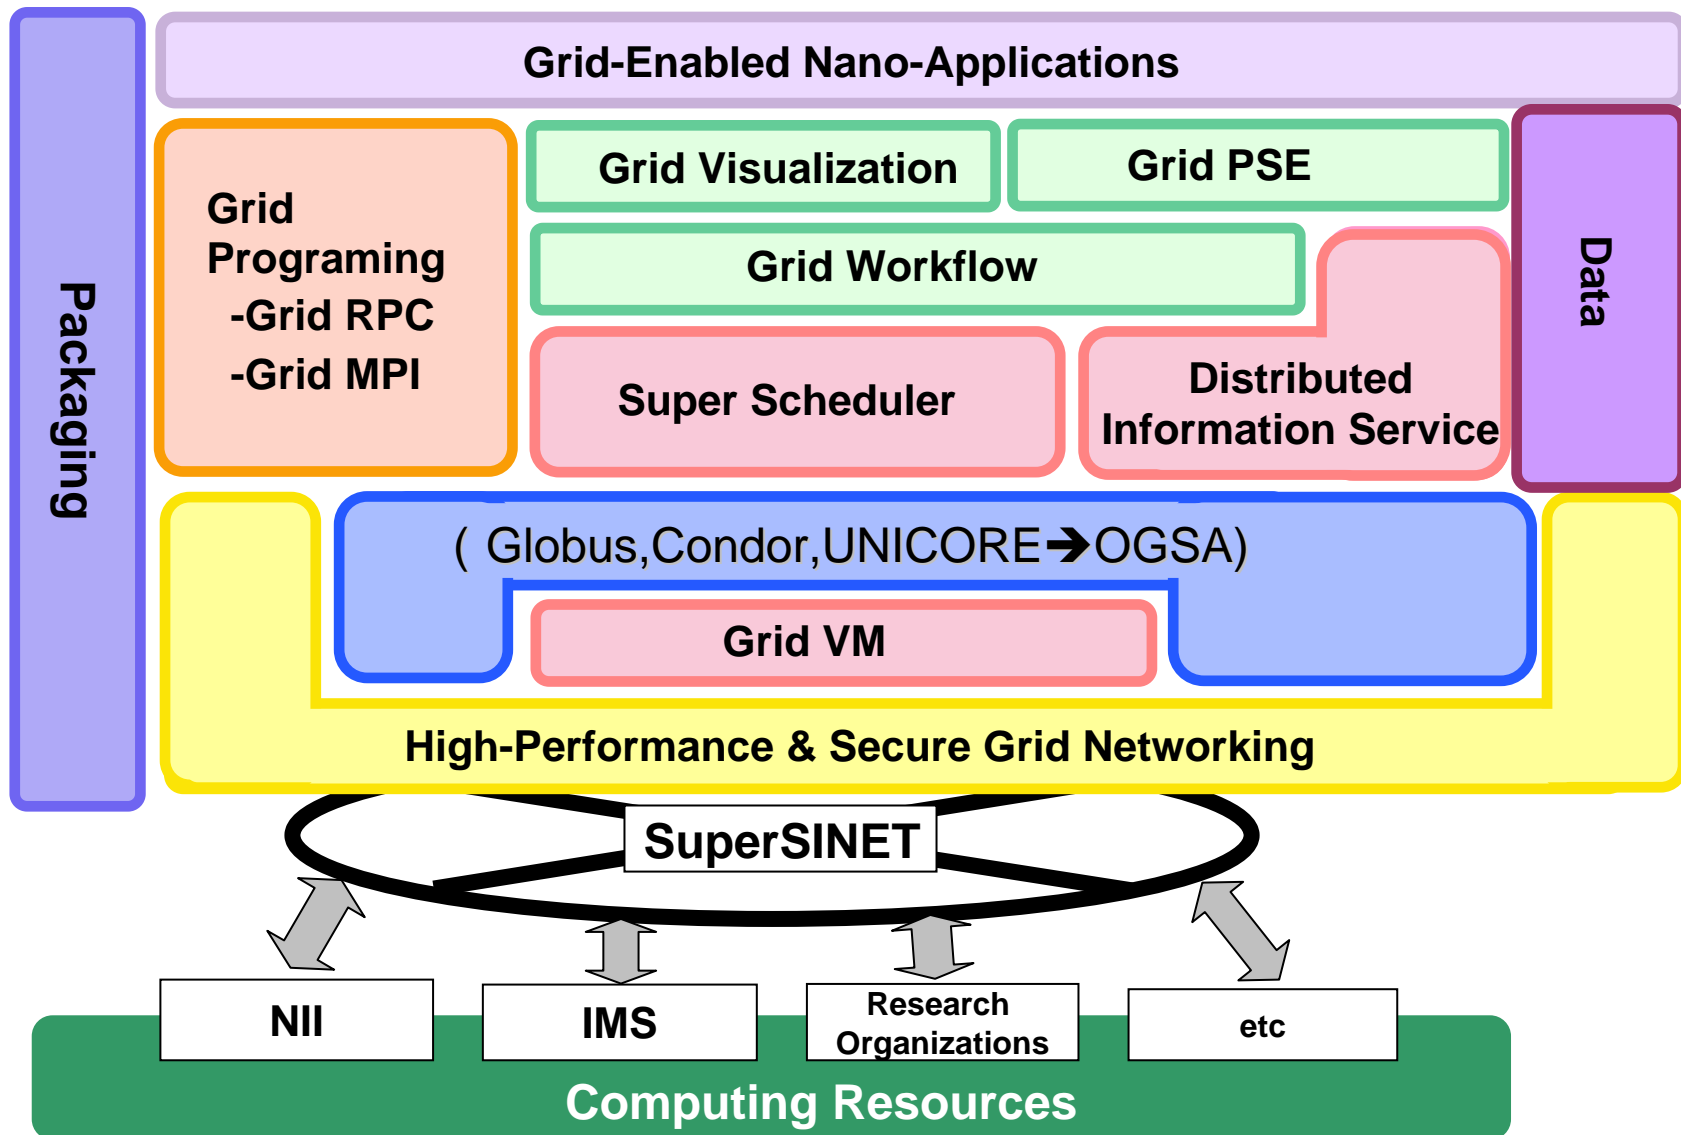 Grid-Enabled Nano-Applications
Packaging
Grid
Programing
-Grid RPC
-Grid MPI
Grid Visualization
Grid PSE
Grid Workflow
Data
Super Scheduler
Distributed
Information Service
( Globus,Condor,UNICORE➔OGSA)
Grid VM
High-Performance & Secure Grid Networking
SuperSINET
NII
IMS
Research
Organizations
etc
Computing Resources